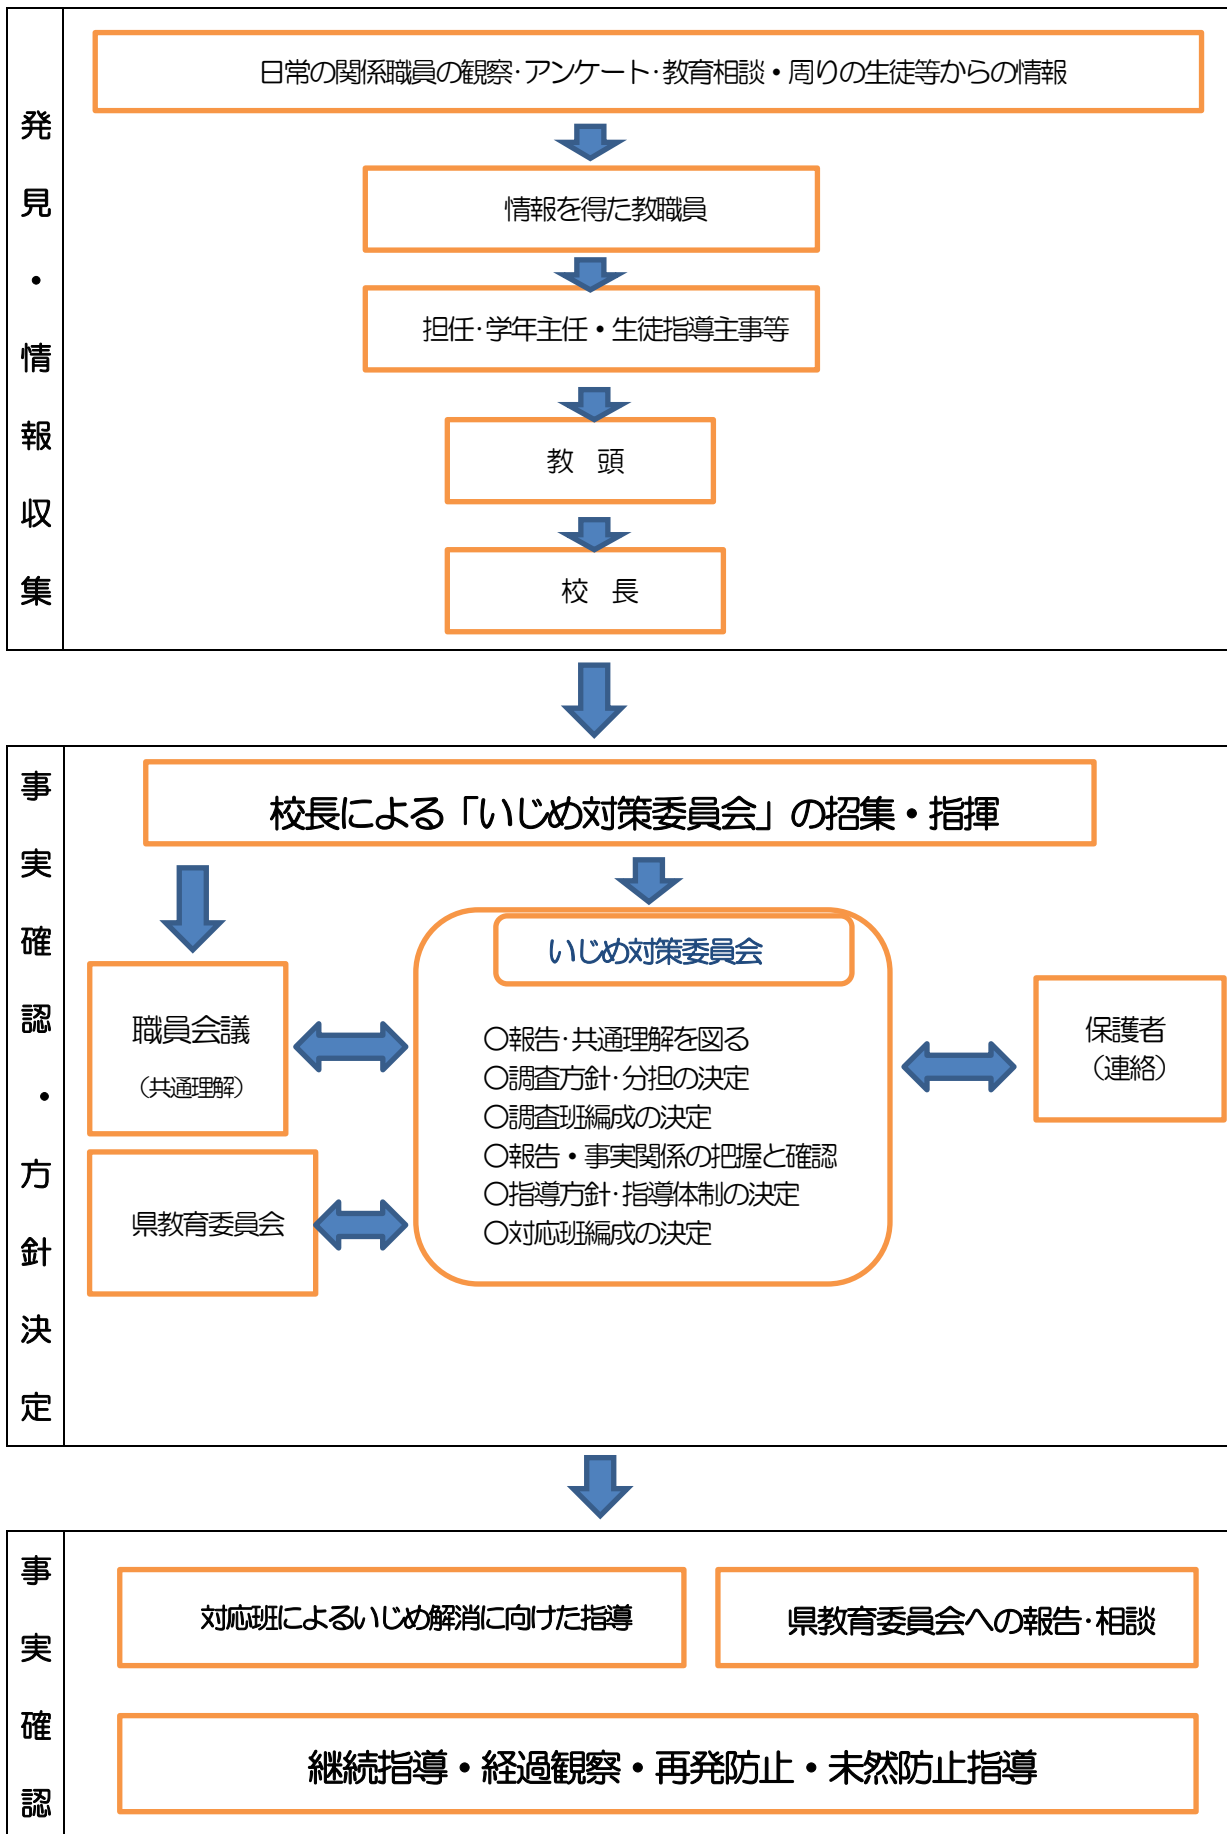 発見・情報収集
日常の関係職員の観察・アンケート・教育相談・周りの生徒等からの情報
情報を得た教職員
担任・学年主任・生徒指導主事等
教 頭
校 長
事実確認・方針決定
校長による「いじめ対策委員会」の招集・指揮
いじめ対策委員会
職員会議
（共通理解）
県教育委員会
○報告・共通理解を図る
○調査方針・分担の決定
○調査班編成の決定
○報告・事実関係の把握と確認
○指導方針・指導体制の決定
○対応班編成の決定
保護者
（連絡）
事実確認
対応班によるいじめ解消に向けた指導
県教育委員会への報告・相談
継続指導・経過観察・再発防止・未然防止指導